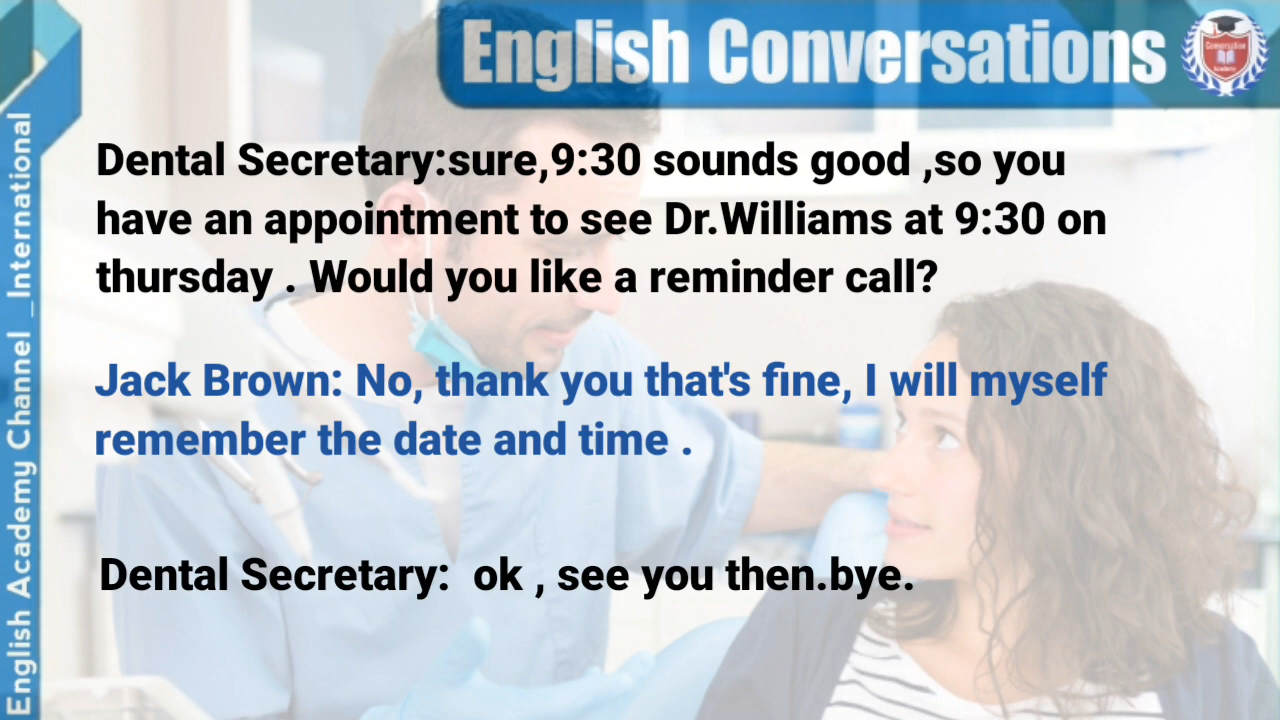 English Conversations
Conversation
Academy
Dental Secretary:sure,9:30 sounds good ,so you
have an appointment to see Dr.Williams at 9:30 on
thursday . Would you like a reminder call?
Jack Brown: No, thank you that's fine, I will myself
remember the date and time .
Dental Secretary:  ok , see you then.bye.
English Academy Channel _International